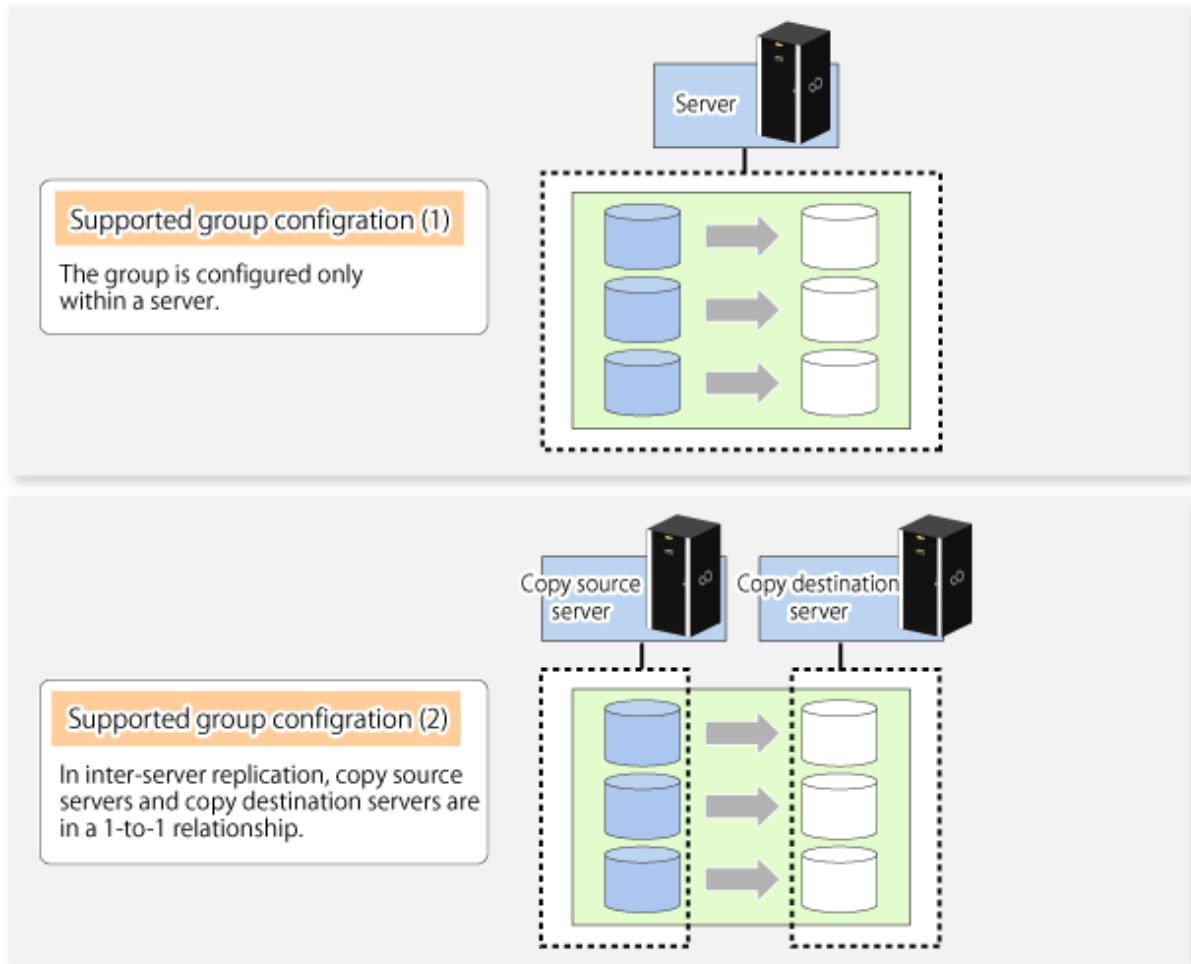 Server
Supported group configration (1)
The group is configured only
within a server.
Copy source
server
Copy destination
server
Supported group configration (2)
In inter-server replication, copy source
servers and copy destination servers are
in a 1-to-1 relationship.